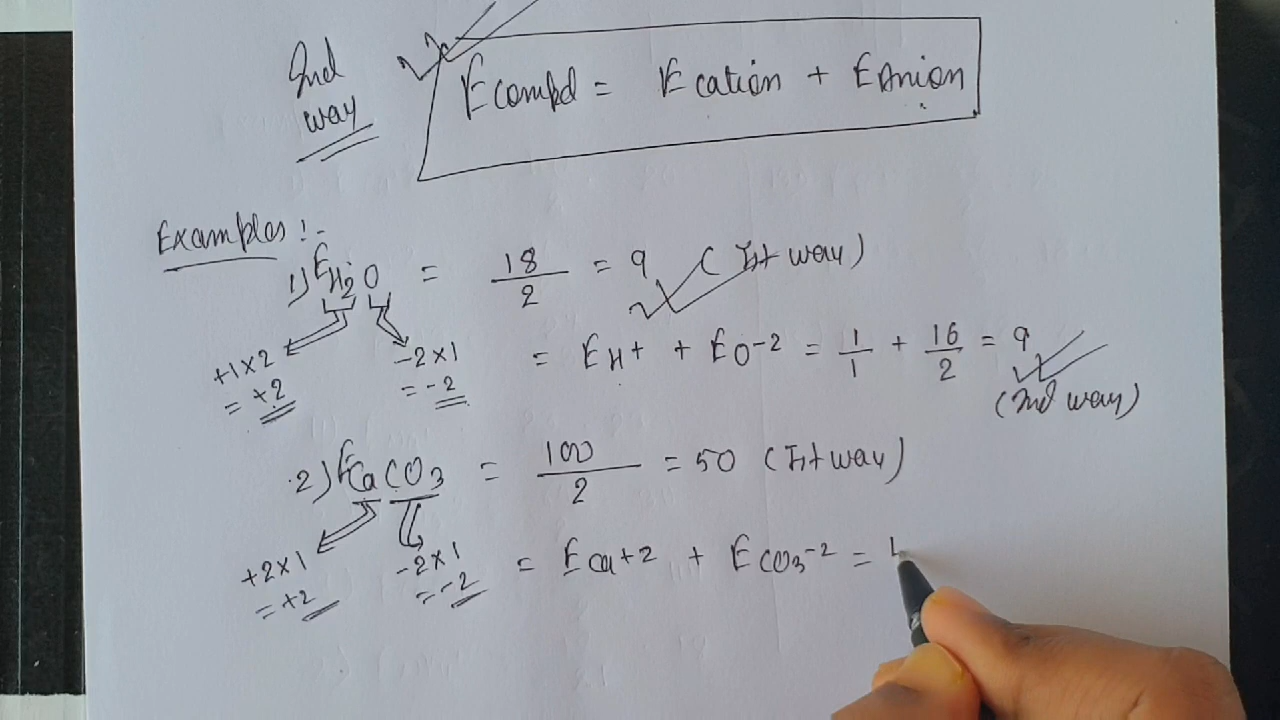 2nd way
E compd = E cation + E Anion
Examples :-
1) E H2O = 18/2 = 9 (Ist way)
+1×2 = +2
-2×1 = -2
= E H+ + E O-2 = 1/1 + 16/2 = 9
(2nd way)
2) E CaCO3 = 100/2 = 50 (Ist way)
+2×1 = +2
-2×1 = -2
= E Ca+2 + E CO3-2 =